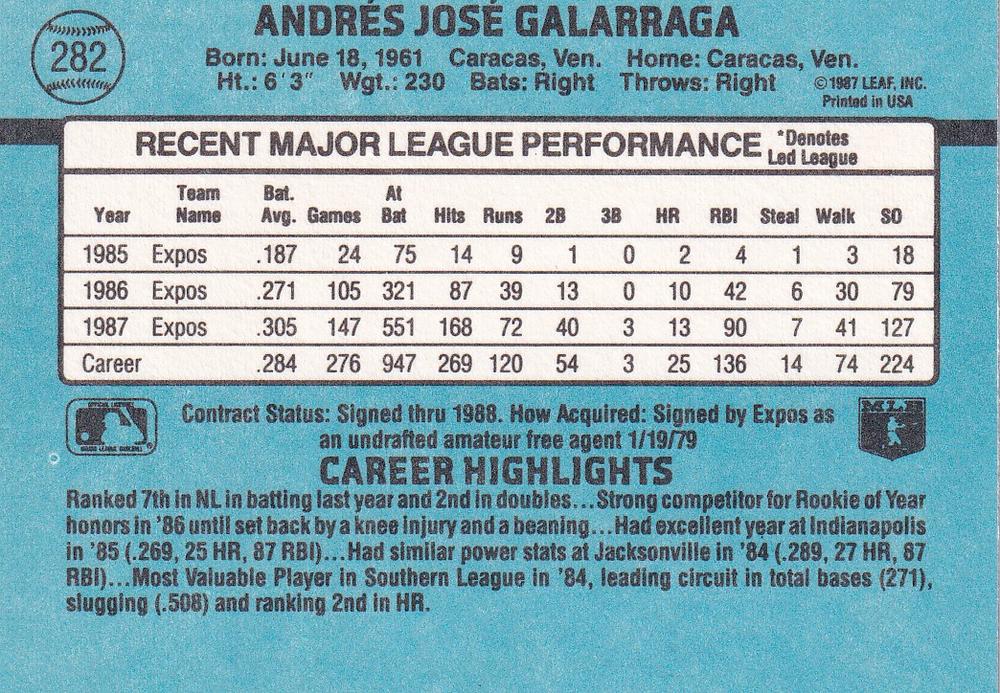 ANDRÉS JOSÉ GALARRAGA
282
Born: June 18, 1961 Caracas, Ven. Home: Caracas, Ven.
Ht.: 6'3" Wgt.: 230 Bats: Right Throws: Right
©1987 LEAF, INC.
Printed in USA
RECENT MAJOR LEAGUE PERFORMANCE *Denotes Led League
Year Team Name Bat. Avg. Games At Bat Hits Runs 2B 3B HR RBI Steal Walk SO
1985 Expos .187 24 75 14 9 1 0 2 4 1 3 18
1986 Expos .271 105 321 87 39 13 0 10 42 6 30 79
1987 Expos .305 147 551 168 72 40 3 13 90 7 41 127
Career .284 276 947 269 120 54 3 25 136 14 74 224
Contract Status: Signed thru 1988. How Acquired: Signed by Expos as
an undrafted amateur free agent 1/19/79
MLB
CAREER HIGHLIGHTS
Ranked 7th in NL in batting last year and 2nd in doubles...Strong competitor for Rookie of Year
honors in '86 until set back by a knee injury and a beaning...Had excellent year at Indianapolis
in '85 (.269, 25 HR, 87 RBI)...Had similar power stats at Jacksonville in '84 (.289, 27 HR, 87
RBI)...Most Valuable Player in Southern League in '84, leading circuit in total bases (271),
slugging (.508) and ranking 2nd in HR.